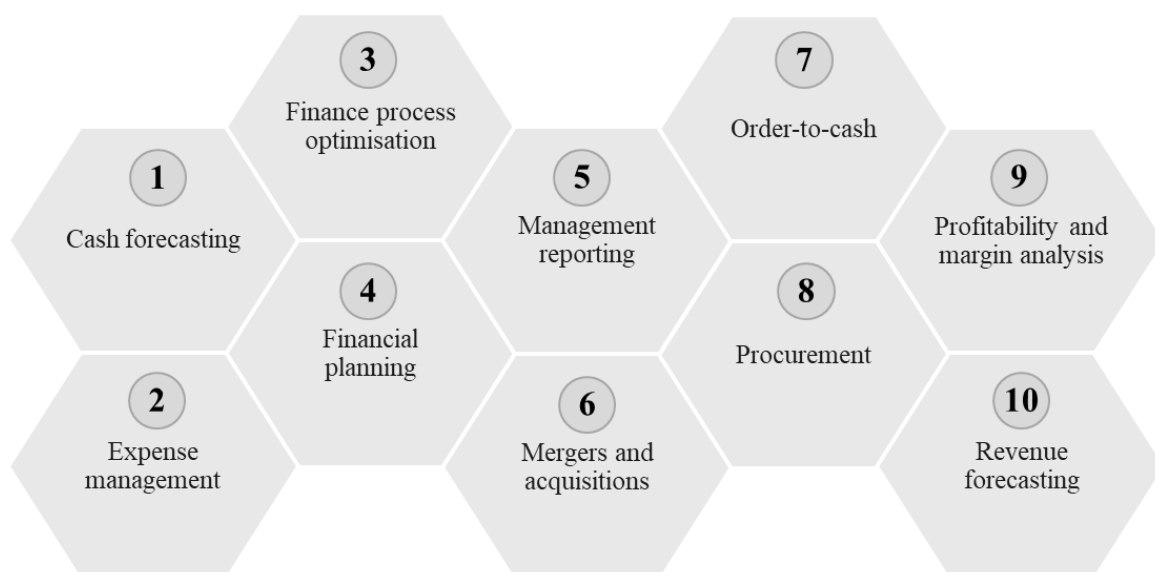 1
Cash forecasting
2
Expense
management
3
Finance process
optimisation
4
Financial
planning
5
Management
reporting
6
Mergers and
acquisitions
7
Order-to-cash
8
Procurement
9
Profitability and
margin analysis
10
Revenue
forecasting